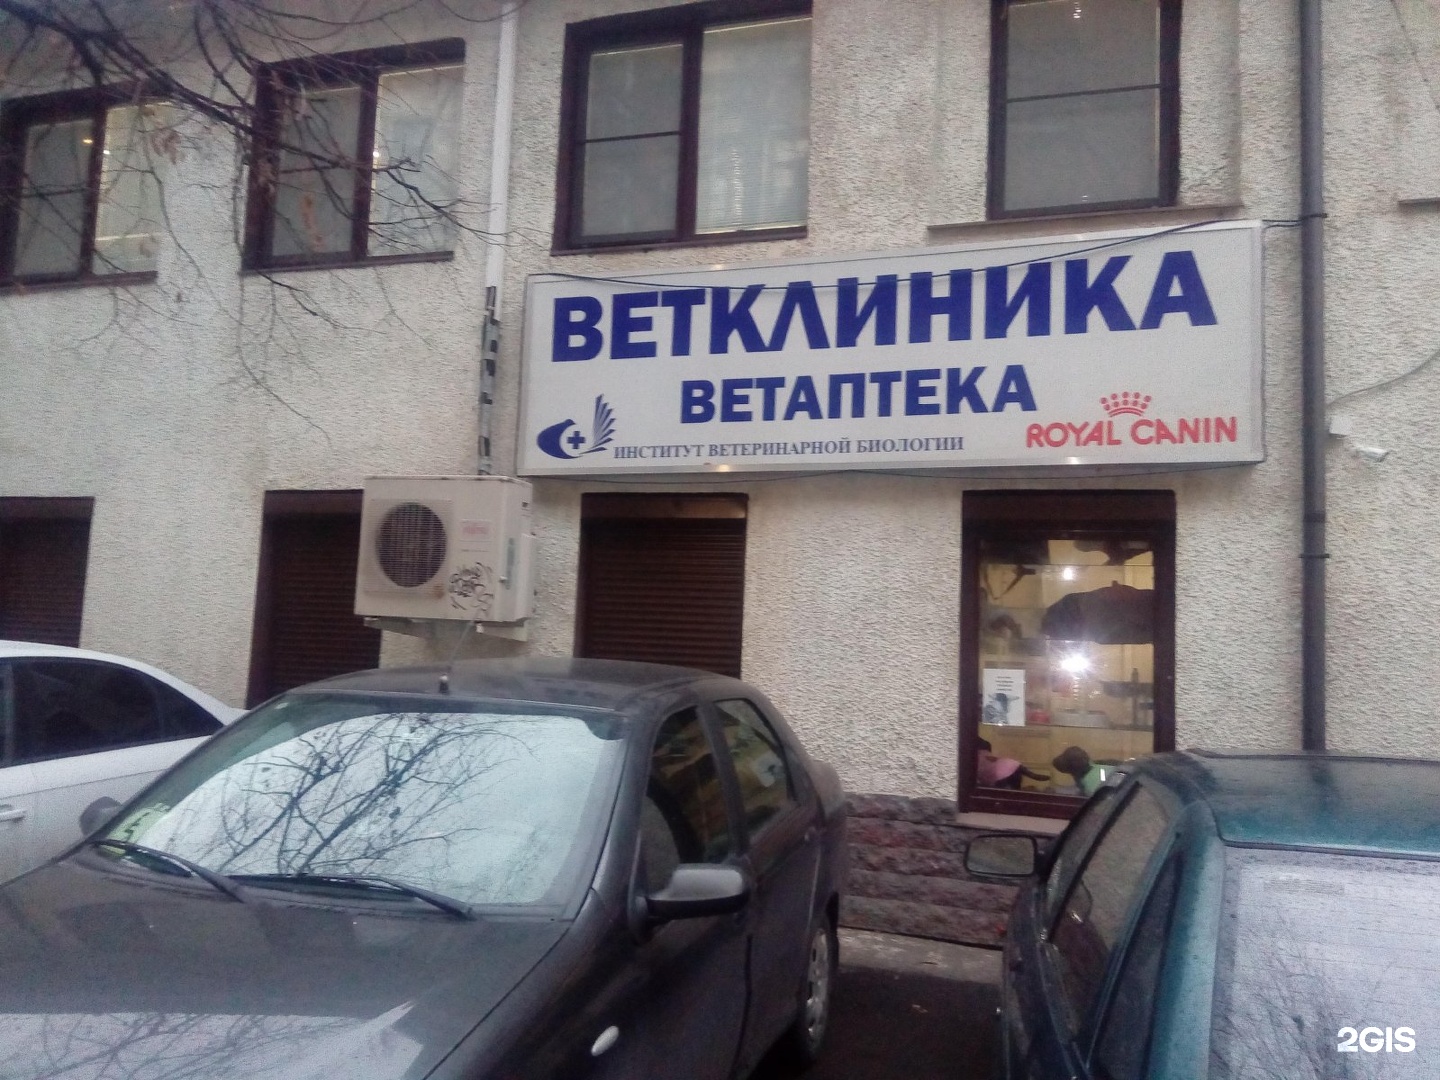 ВЕТКЛИНИКА
ВЕТАПТЕКА
ИНСТИТУТ ВЕТЕРИНАРНОЙ БИОЛОГИИ
ROYAL CANIN
2GIS